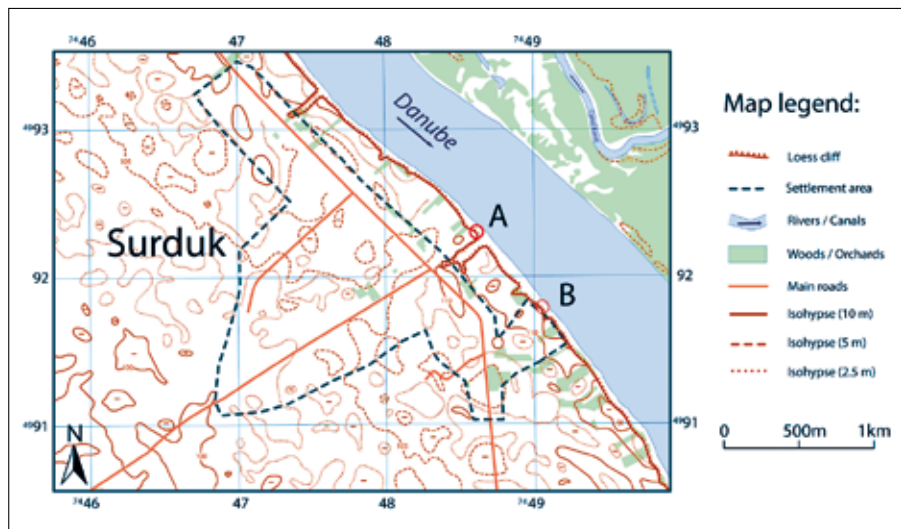 7446 47 48 7449
4993 4993
Danube
Surduk
A
B
92 92
4991 4991
N
7446 47 48 7449
Map legend:
Loess cliff
Settlement area
Rivers / Canals
Woods / Orchards
Main roads
Isohypse (10 m)
Isohypse (5 m)
Isohypse (2.5 m)
0 500m 1km